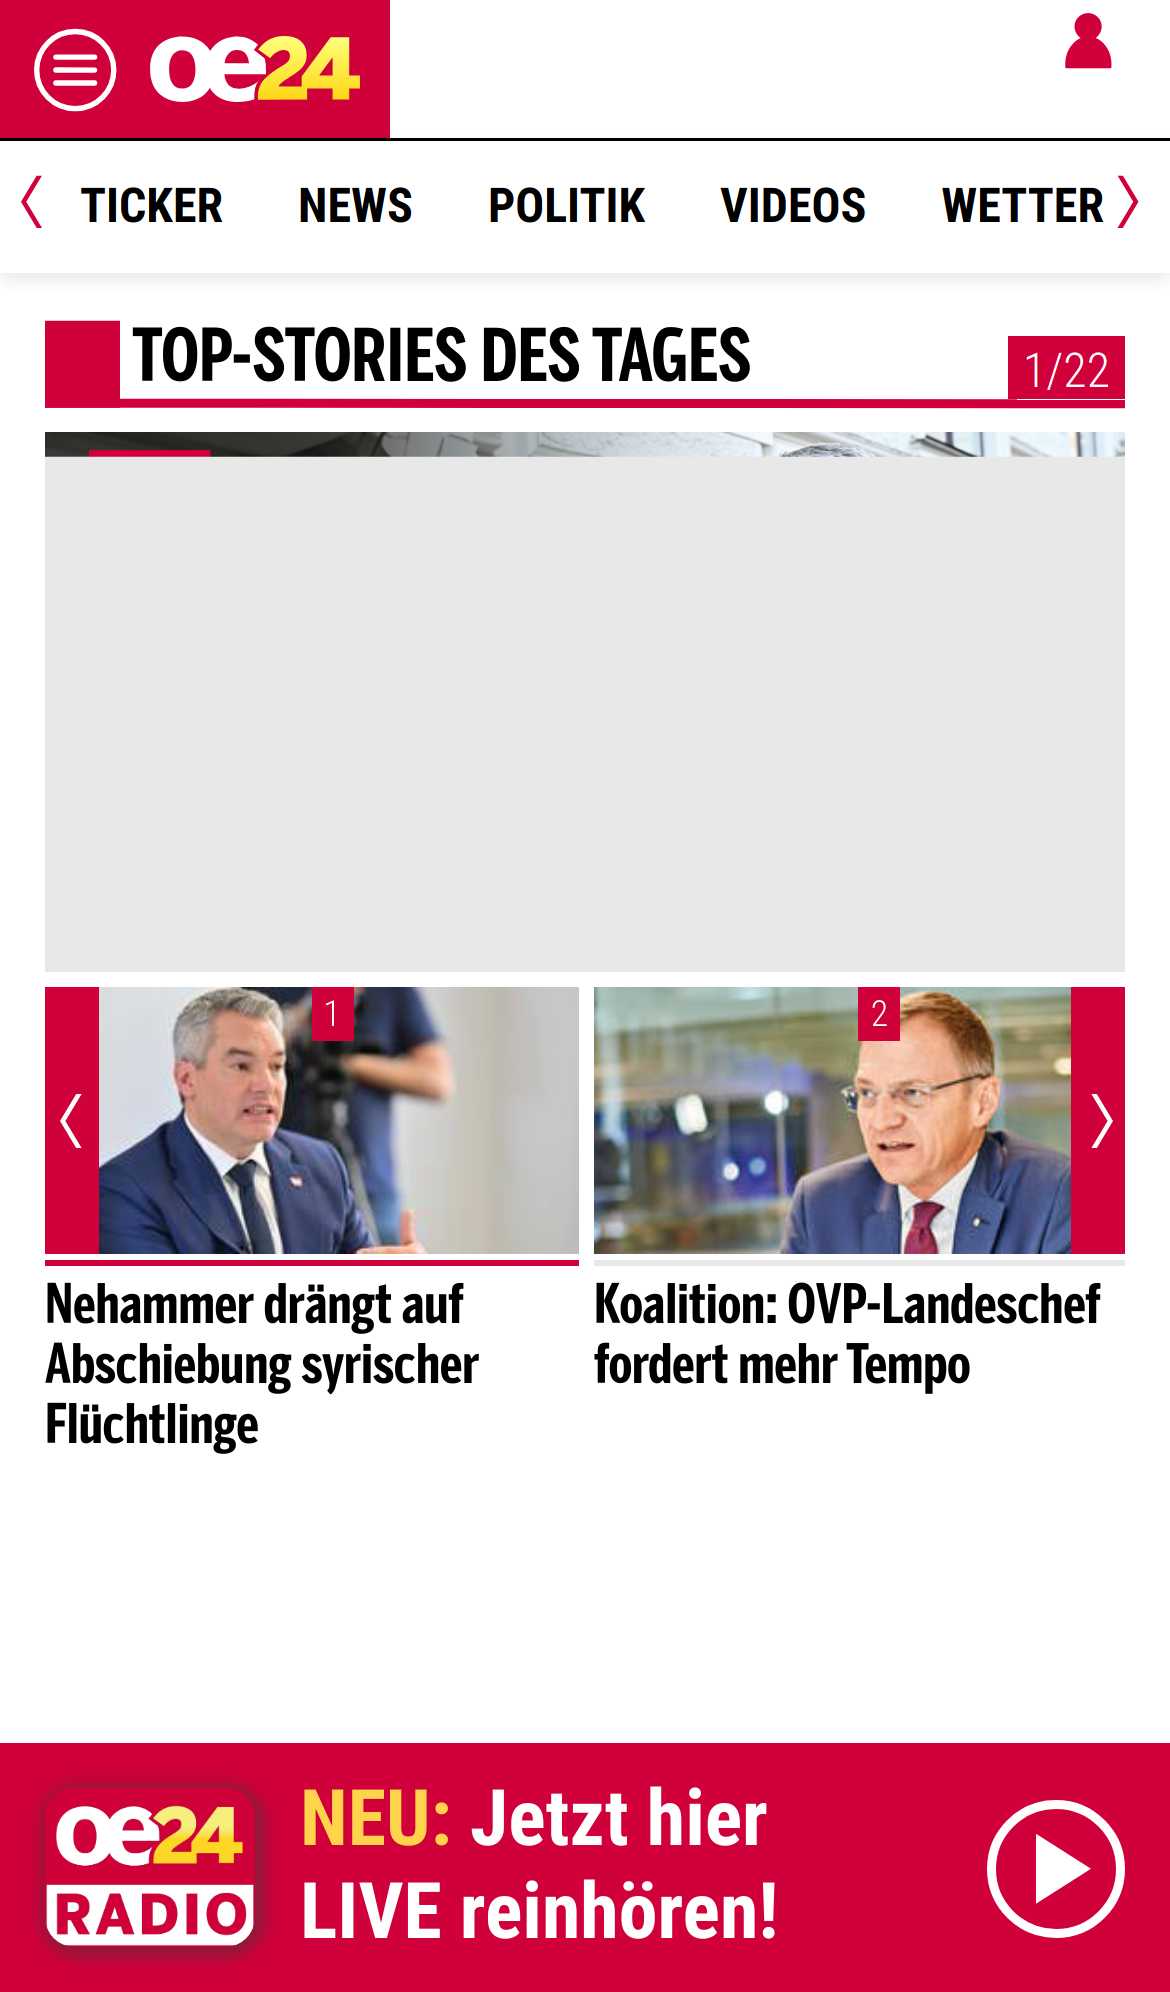 oe24
TICKER NEWS POLITIK VIDEOS WETTER
TOP-STORIES DES TAGES
1/22
1
2
Nehammer drängt auf
Abschiebung syrischer
Flüchtlinge
Koalition: OVP-Landeschef
fordert mehr Tempo
oe24
RADIO
NEU: Jetzt hier
LIVE reinhören!